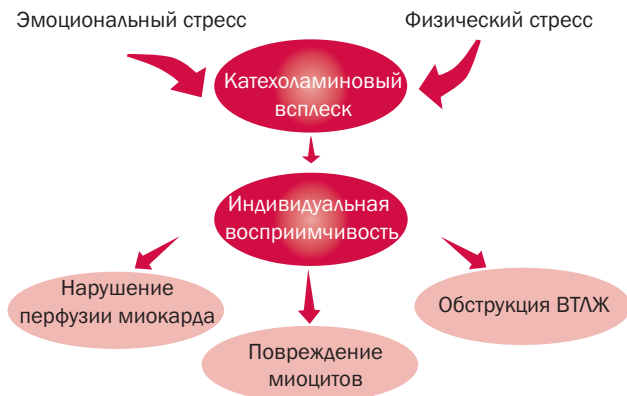 Эмоциональный стресс
Физический стресс
Катехоламиновый
всплеск
Индивидуальная
восприимчивость
Нарушение
перфузии миокарда
Повреждение
миоцитов
Обструкция ВТЛЖ